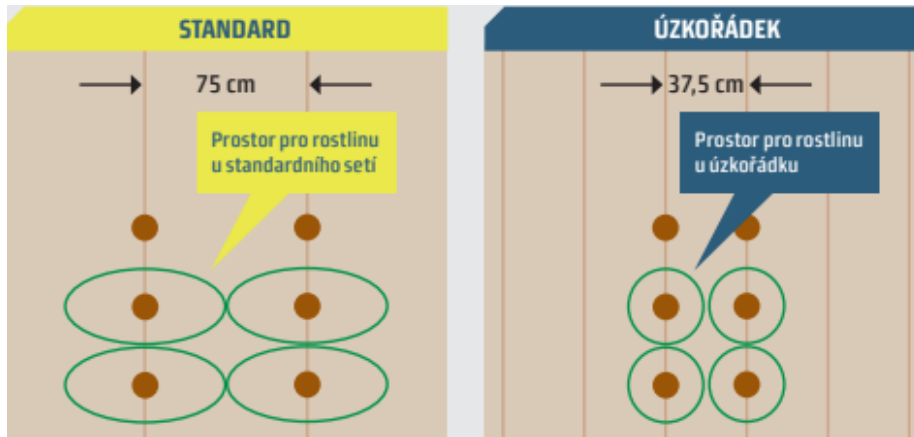 STANDARD
75 cm
Prostor pro rostlinu
u standardního setí
ÚZKOŘÁDEK
37,5 cm
Prostor pro rostlinu
u úzkořádku